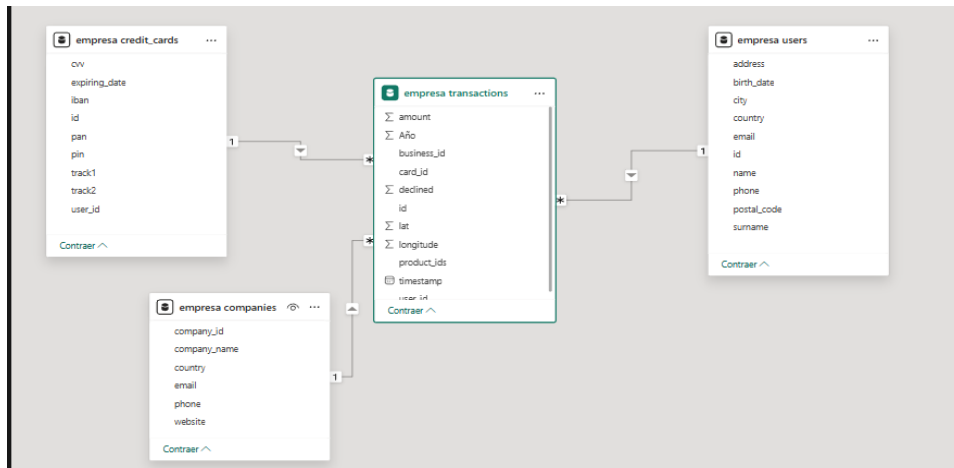 empresa credit_cards ...
cvv
expiring_date
iban
id
pan
pin
track1
track2
user_id
Contraer
1
*
empresa transactions ...
Σ amount
Σ Año
business_id
card_id
Σ declined
id
Σ lat
Σ longitude
product_ids
timestamp
user_id
Contraer
*
*
1
empresa users ...
address
birth_date
city
country
email
id
name
phone
postal_code
surname
Contraer
empresa companies ...
company_id
company_name
country
email
phone
website
Contraer
1